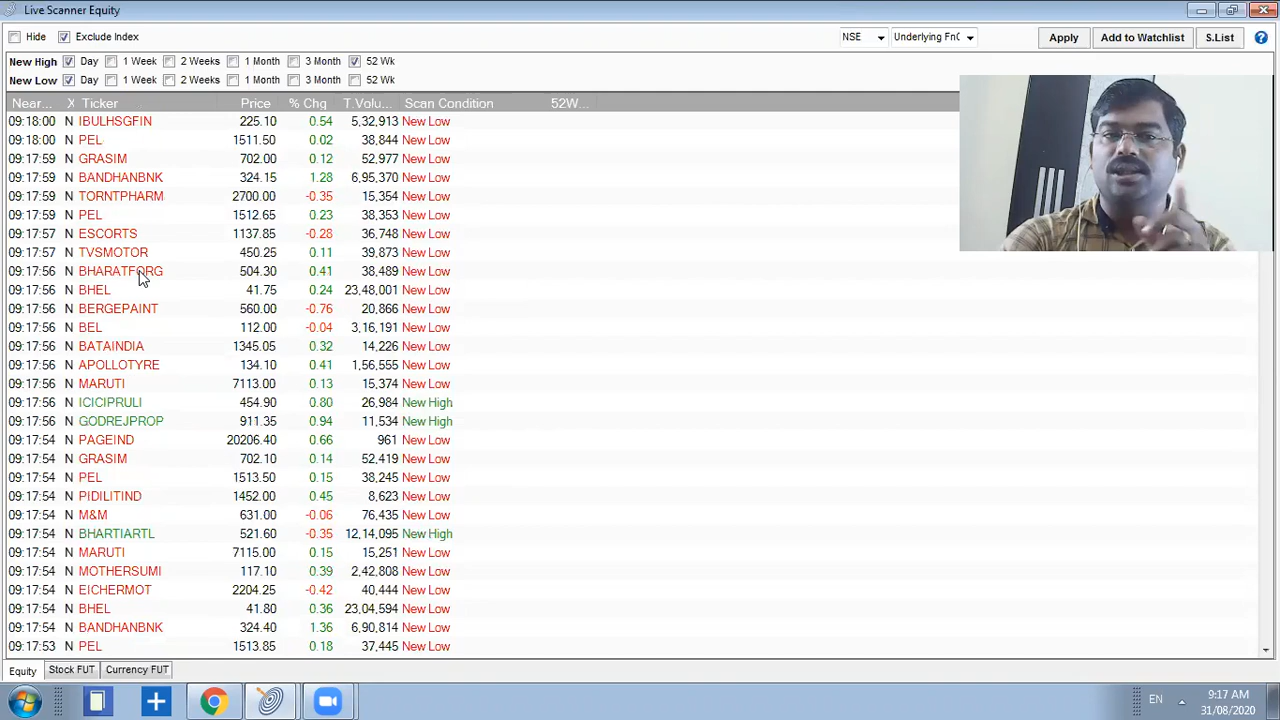 Live Scanner Equity
Hide Exclude Index NSE Underlying FnO Apply Add to Watchlist S.List ?
New High Day 1 Week 2 Weeks 1 Month 3 Month 52 Wk
New Low Day 1 Week 2 Weeks 1 Month 3 Month 52 Wk
Near... X Ticker Price % Chg T.Volu... Scan Condition 52W...
09:18:00 N IBULHSGFIN 225.10 0.54 5,32,913 New Low
09:18:00 N PEL 1511.50 0.02 38,844 New Low
09:17:59 N GRASIM 702.00 0.12 52,977 New Low
09:17:59 N BANDHANBNK 324.15 1.28 6,95,370 New Low
09:17:59 N TORNTPHARM 2700.00 -0.35 15,354 New Low
09:17:59 N PEL 1512.65 0.23 38,353 New Low
09:17:57 N ESCORTS 1137.85 -0.28 36,748 New Low
09:17:57 N TVSMOTOR 450.25 0.11 39,873 New Low
09:17:56 N BHARATFORG 504.30 0.41 38,489 New Low
09:17:56 N BHEL 41.75 0.24 23,48,001 New Low
09:17:56 N BERGEPAINT 560.00 -0.76 20,866 New Low
09:17:56 N BEL 112.00 -0.04 3,16,191 New Low
09:17:56 N BATAINDIA 1345.05 0.32 14,226 New Low
09:17:56 N APOLLOTYRE 134.10 0.41 1,56,555 New Low
09:17:56 N MARUTI 7113.00 0.13 15,374 New Low
09:17:56 N ICICIPRULI 454.90 0.80 26,984 New High
09:17:56 N GODREJPROP 911.35 0.94 11,534 New High
09:17:54 N PAGEIND 20206.40 0.66 961 New Low
09:17:54 N GRASIM 702.10 0.14 52,419 New Low
09:17:54 N PEL 1513.50 0.15 38,245 New Low
09:17:54 N PIDILITIND 1452.00 0.45 8,623 New Low
09:17:54 N M&M 631.00 -0.06 76,435 New Low
09:17:54 N BHARTIARTL 521.60 -0.35 12,14,095 New High
09:17:54 N MARUTI 7115.00 0.15 15,251 New Low
09:17:54 N MOTHERSUMI 117.10 0.39 2,42,808 New Low
09:17:54 N EICHERMOT 2204.25 -0.42 40,444 New Low
09:17:54 N BHEL 41.80 0.36 23,04,594 New Low
09:17:54 N BANDHANBNK 324.40 1.36 6,90,814 New Low
09:17:53 N PEL 1513.85 0.18 37,445 New Low
Equity Stock FUT Currency FUT
EN 9:17 AM
31/08/2020